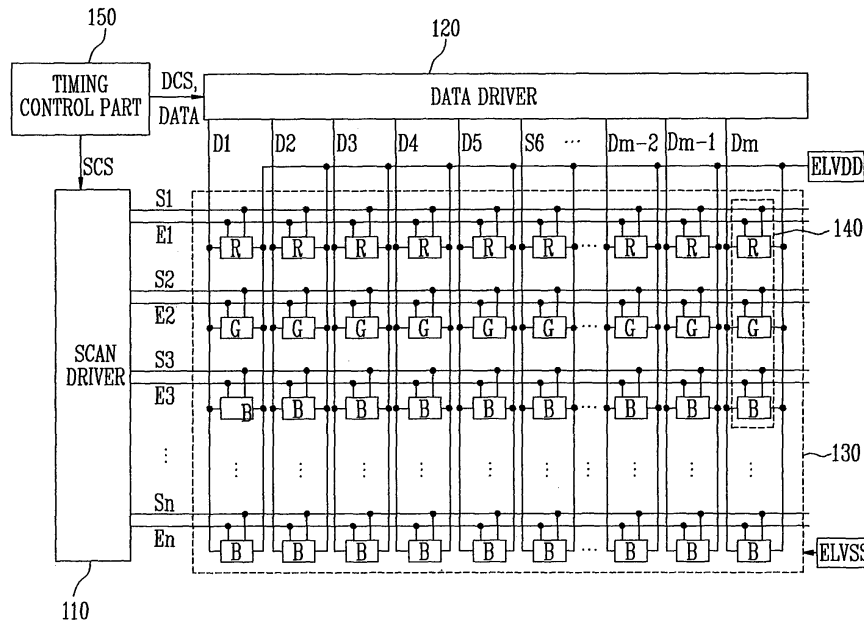 150
120
TIMING
CONTROL PART
DCS,
DATA
DATA DRIVER
SCS
D1 D2 D3 D4 D5 S6 ... Dm-2 Dm-1 Dm
ELVDD
S1
E1
R R R R R R ... R R R
140
S2
E2
G G G G G G ... G G G
SCAN
DRIVER
S3
E3
B B B B B B ... B B B
130
Sn
En
B B B B B B ... B B B
ELVSS
110